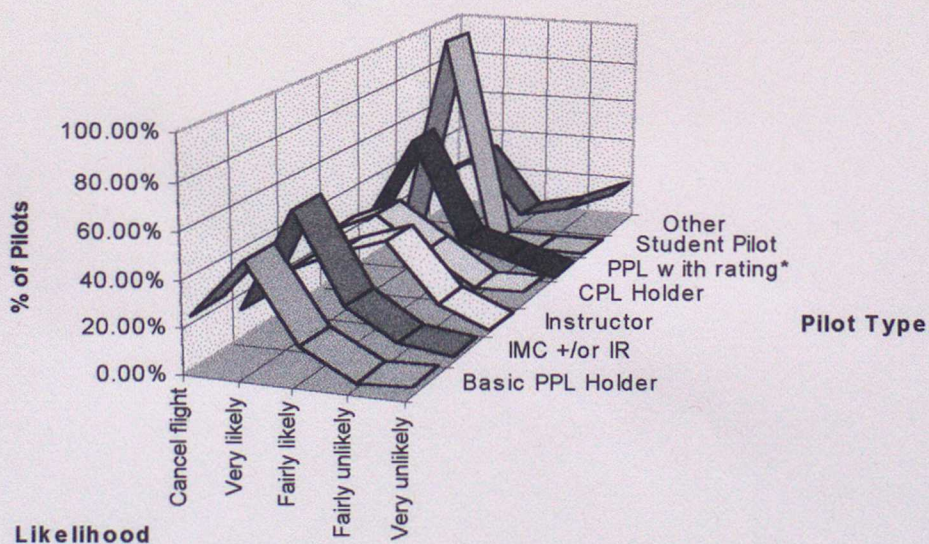 100.00%
80.00%
60.00%
40.00%
20.00%
0.00%
% of Pilots
Cancel flight
Very likely
Fairly likely
Fairly unlikely
Very unlikely
Likelihood
Other
Student Pilot
PPL w ith rating*
CPL Holder
Instructor
IMC +/or IR
Basic PPL Holder
Pilot Type